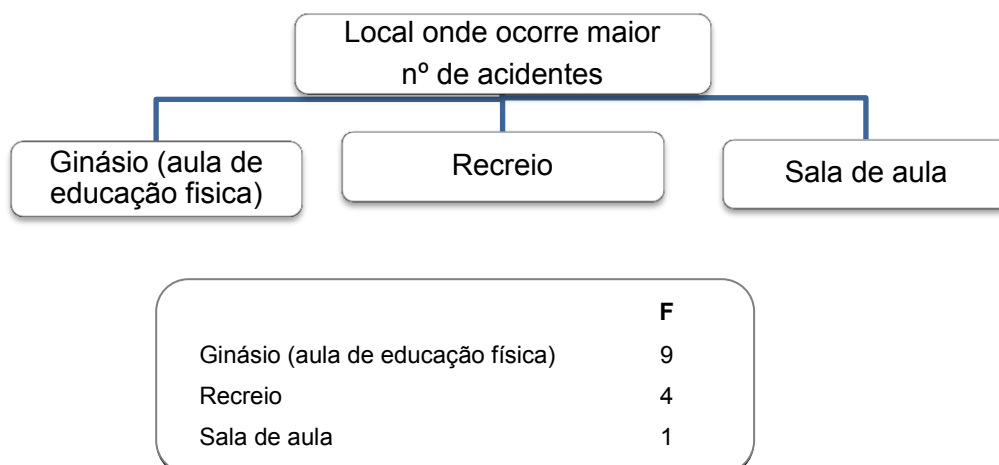 Local onde ocorre maior
nº de acidentes
Ginásio (aula de
educação fisica)
Recreio
Sala de aula
F
Ginásio (aula de educação física) 9
Recreio 4
Sala de aula 1